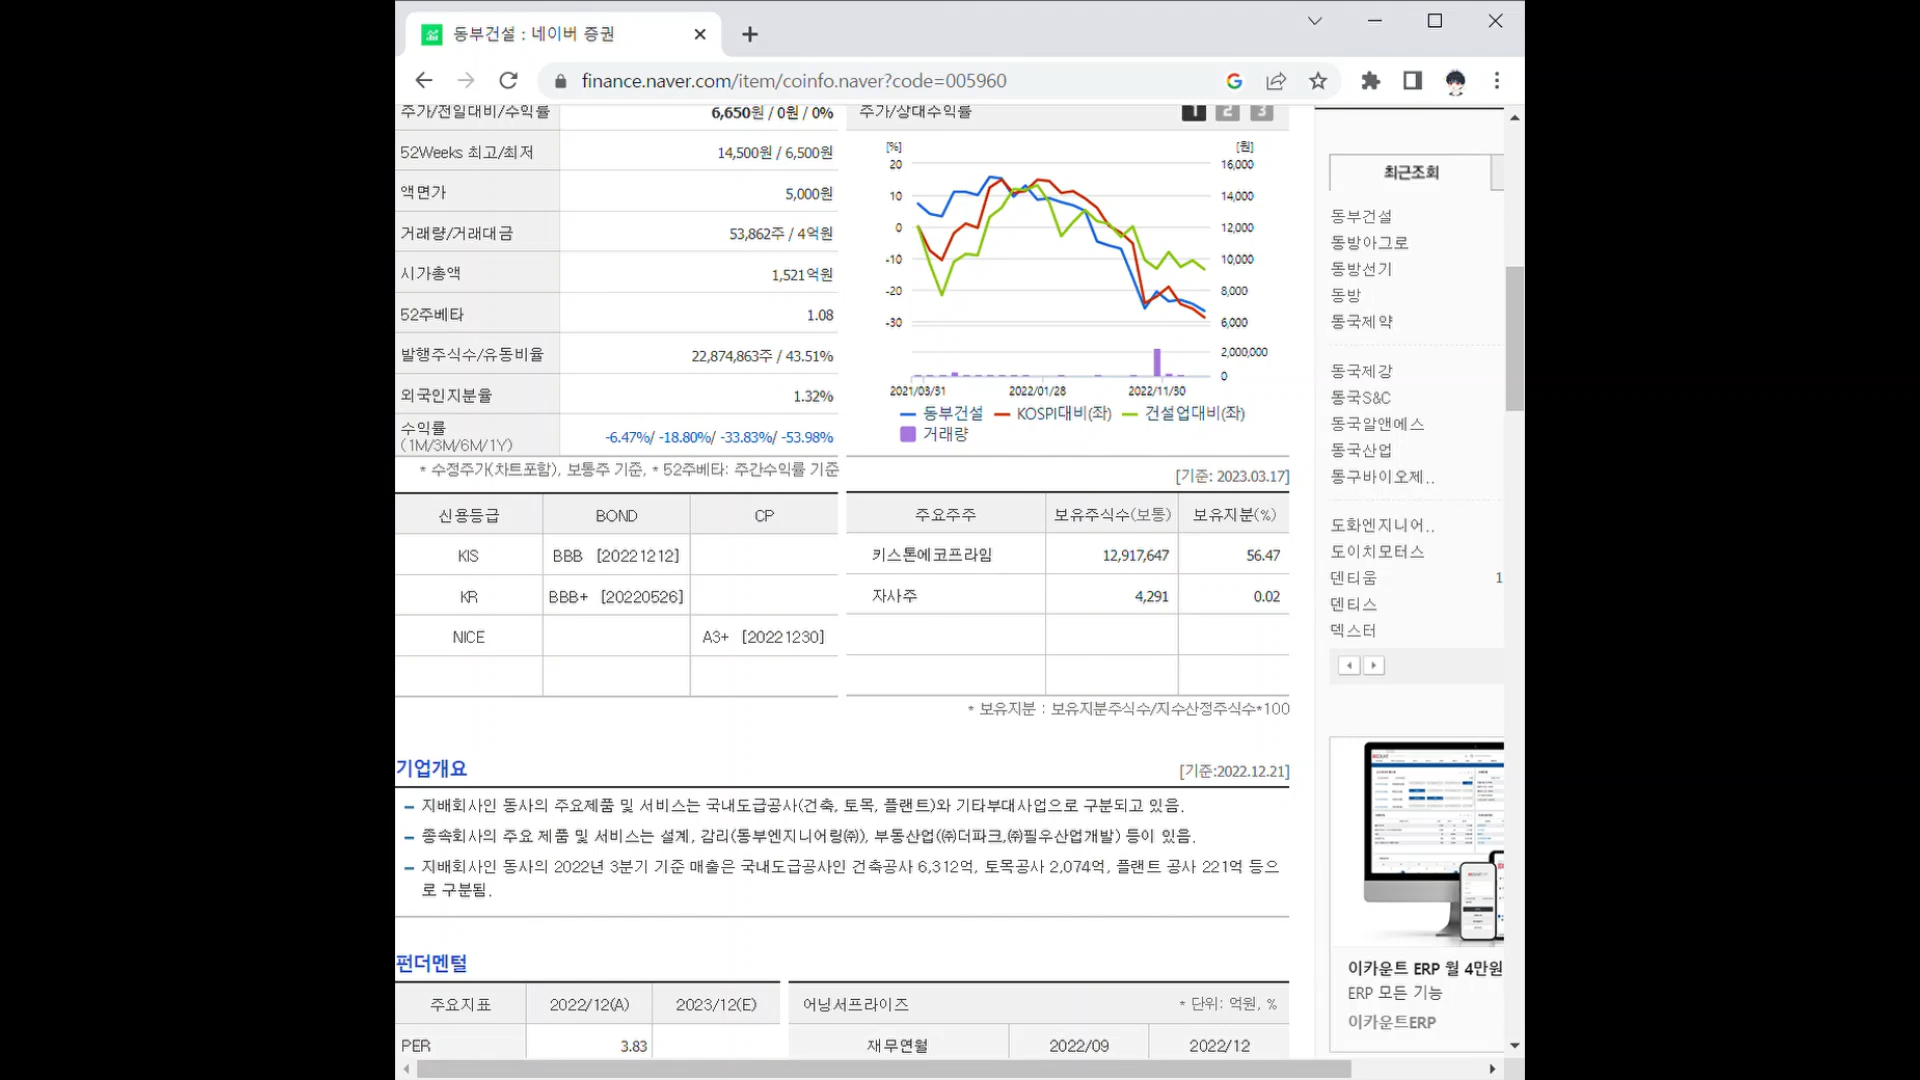 동부건설 : 네이버 증권
finance.naver.com/item/coinfo.naver?code=005960
주가/전일대비/수익률 6,650원 / 0원 / 0%
52Weeks 최고/최저 14,500원 / 6,500원
액면가 5,000원
거래량/거래대금 53,862주 / 4억원
시가총액 1,521억원
52주베타 1.08
발행주식수/유동비율 22,874,863주 / 43.51%
외국인지분율 1.32%
수익률
(1M/3M/6M/1Y) -6.47%/ -18.80%/ -33.83%/ -53.98%
* 수정주가(차트포함), 보통주 기준, * 52주베타: 주간수익률 기준
주가/상대수익률 1 2 3
[%] [원]
20 16,000
10 14,000
0 12,000
-10 10,000
-20 8,000
-30 6,000
2,000,000
0
2021/03/31 2022/01/28 2022/11/30
동부건설 KOSPI대비(좌) 건설업대비(좌)
거래량
[기준: 2023.03.17]
신용등급 BOND CP
KIS BBB [20221212]
KR BBB+ [20220526]
NICE A3+ [20221230]
주요주주 보유주식수(보통) 보유지분(%)
키스톤에코프라임 12,917,647 56.47
자사주 4,291 0.02
* 보유지분 : 보유지분주식수/지수산정주식수*100
기업개요 [기준:2022.12.21]
지배회사인 동사의 주요제품 및 서비스는 국내도급공사(건축, 토목, 플랜트)와 기타부대사업으로 구분되고 있음.
종속회사의 주요 제품 및 서비스는 설계, 감리(동부엔지니어링㈜), 부동산업(㈜더파크,㈜필우산업개발) 등이 있음.
지배회사인 동사의 2022년 3분기 기준 매출은 국내도급공사인 건축공사 6,312억, 토목공사 2,074억, 플랜트 공사 221억 등으
로 구분됨.
펀더멘털
주요지표 2022/12(A) 2023/12(E)
PER 3.83
어닝서프라이즈 * 단위: 억원, %
재무연월 2022/09 2022/12
최근조회
동부건설
동방아그로
동방선기
동방
동국제약
동국제강
동국S&C
동국알앤에스
동국산업
동구바이오제..
도화엔지니어..
도이치모터스
덴티움 1
덴티스
덱스터
이카운트 ERP 월 4만원
ERP 모든 기능
이카운트ERP